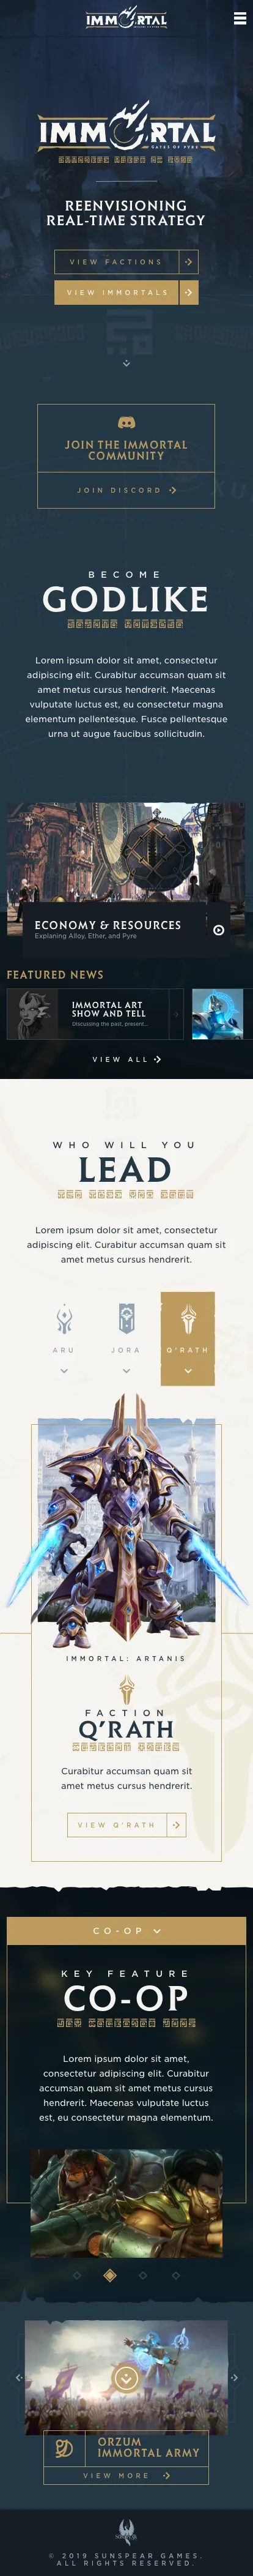 IMMORTAL
IMMORTAL
GATES OF PYRE
REENVISIONING
REAL-TIME STRATEGY
VIEW FACTIONS
VIEW IMMORTALS
JOIN THE IMMORTAL
COMMUNITY
JOIN DISCORD
BECOME
GODLIKE
Lorem ipsum dolor sit amet, consectetur
adipiscing elit. Curabitur accumsan quam sit
amet metus cursus hendrerit. Maecenas
vulputate luctus est, eu consectetur magna
elementum pellentesque. Fusce pellentesque
urna ut augue faucibus sollicitudin.
ECONOMY & RESOURCES
Explaining Alloy, Ether, and Pyre
FEATURED NEWS
IMMORTAL ART
SHOW AND TELL
Discussing the past, present...
VIEW ALL
WHO WILL YOU
LEAD
Lorem ipsum dolor sit amet, consectetur
adipiscing elit. Curabitur accumsan quam sit
amet metus cursus hendrerit.
ARU
JORA
Q'RATH
IMMORTAL: ARTANIS
FACTION
Q'RATH
Curabitur accumsan quam sit
amet metus cursus hendrerit.
VIEW Q'RATH
CO-OP
KEY FEATURE
CO-OP
Lorem ipsum dolor sit amet,
consectetur adipiscing elit. Curabitur
accumsan quam sit amet metus cursus
hendrerit. Maecenas vulputate luctus
est, eu consectetur magna elementum.
ORZUM
IMMORTAL ARMY
VIEW MORE
© 2019 SUNSPEAR GAMES.
ALL RIGHTS RESERVED.